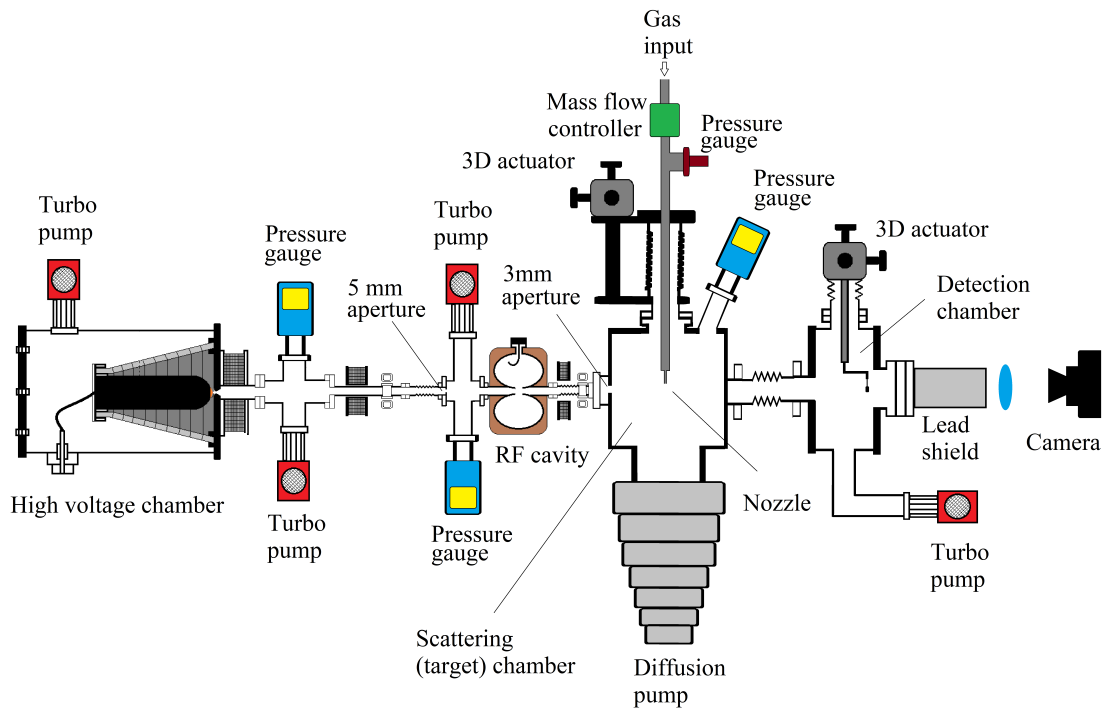 Gas
input
Mass flow
controller
Pressure
gauge
3D actuator
Pressure
gauge
Turbo
pump
Turbo
pump
Pressure
gauge
3D actuator
5 mm
aperture
3mm
aperture
Detection
chamber
RF cavity
Lead
shield
Camera
High voltage chamber
Nozzle
Turbo
pump
Pressure
gauge
Turbo
pump
Scattering
(target) chamber
Diffusion
pump